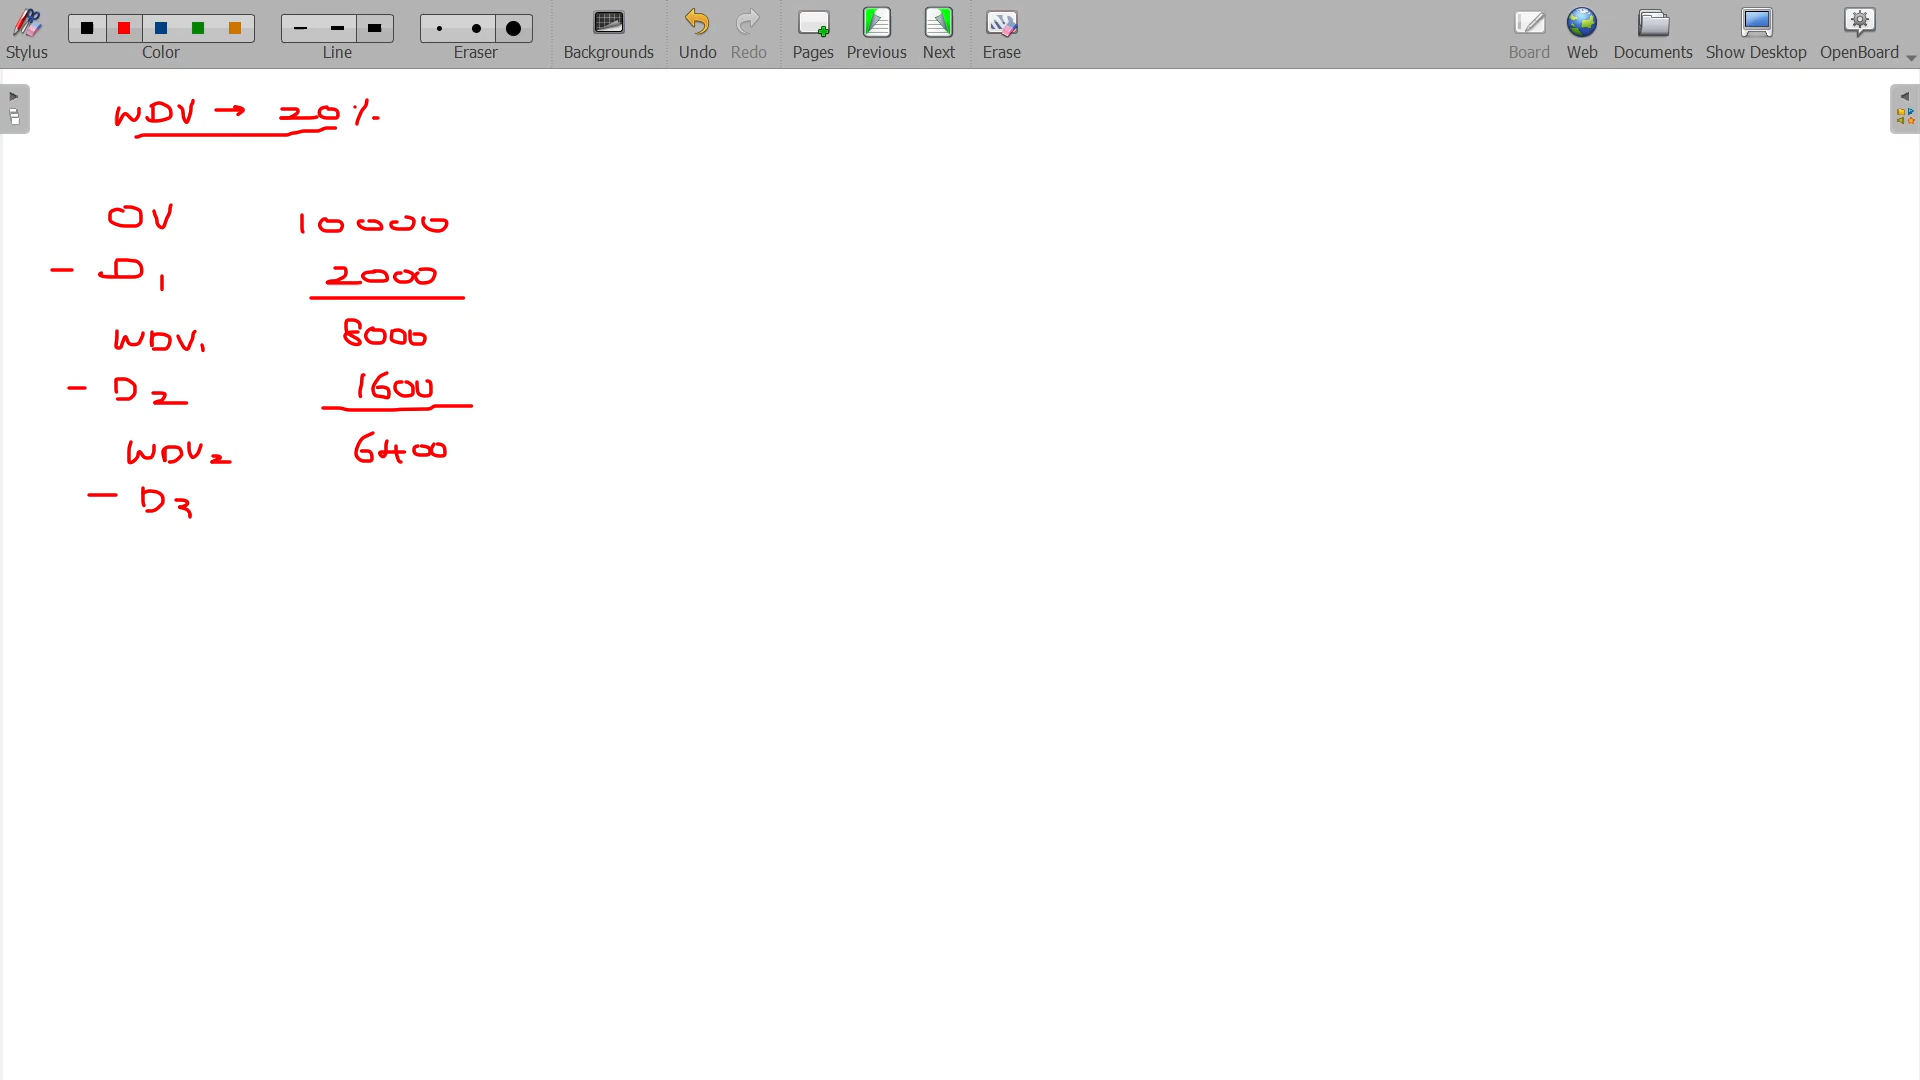 Stylus Color Line Eraser Backgrounds Undo Redo Pages Previous Next Erase Board Web Documents Show Desktop OpenBoard
WDV → 20%
OV 10000
- D1 2000
WDV1 8000
- D2 1600
WDV2 6400
- D3